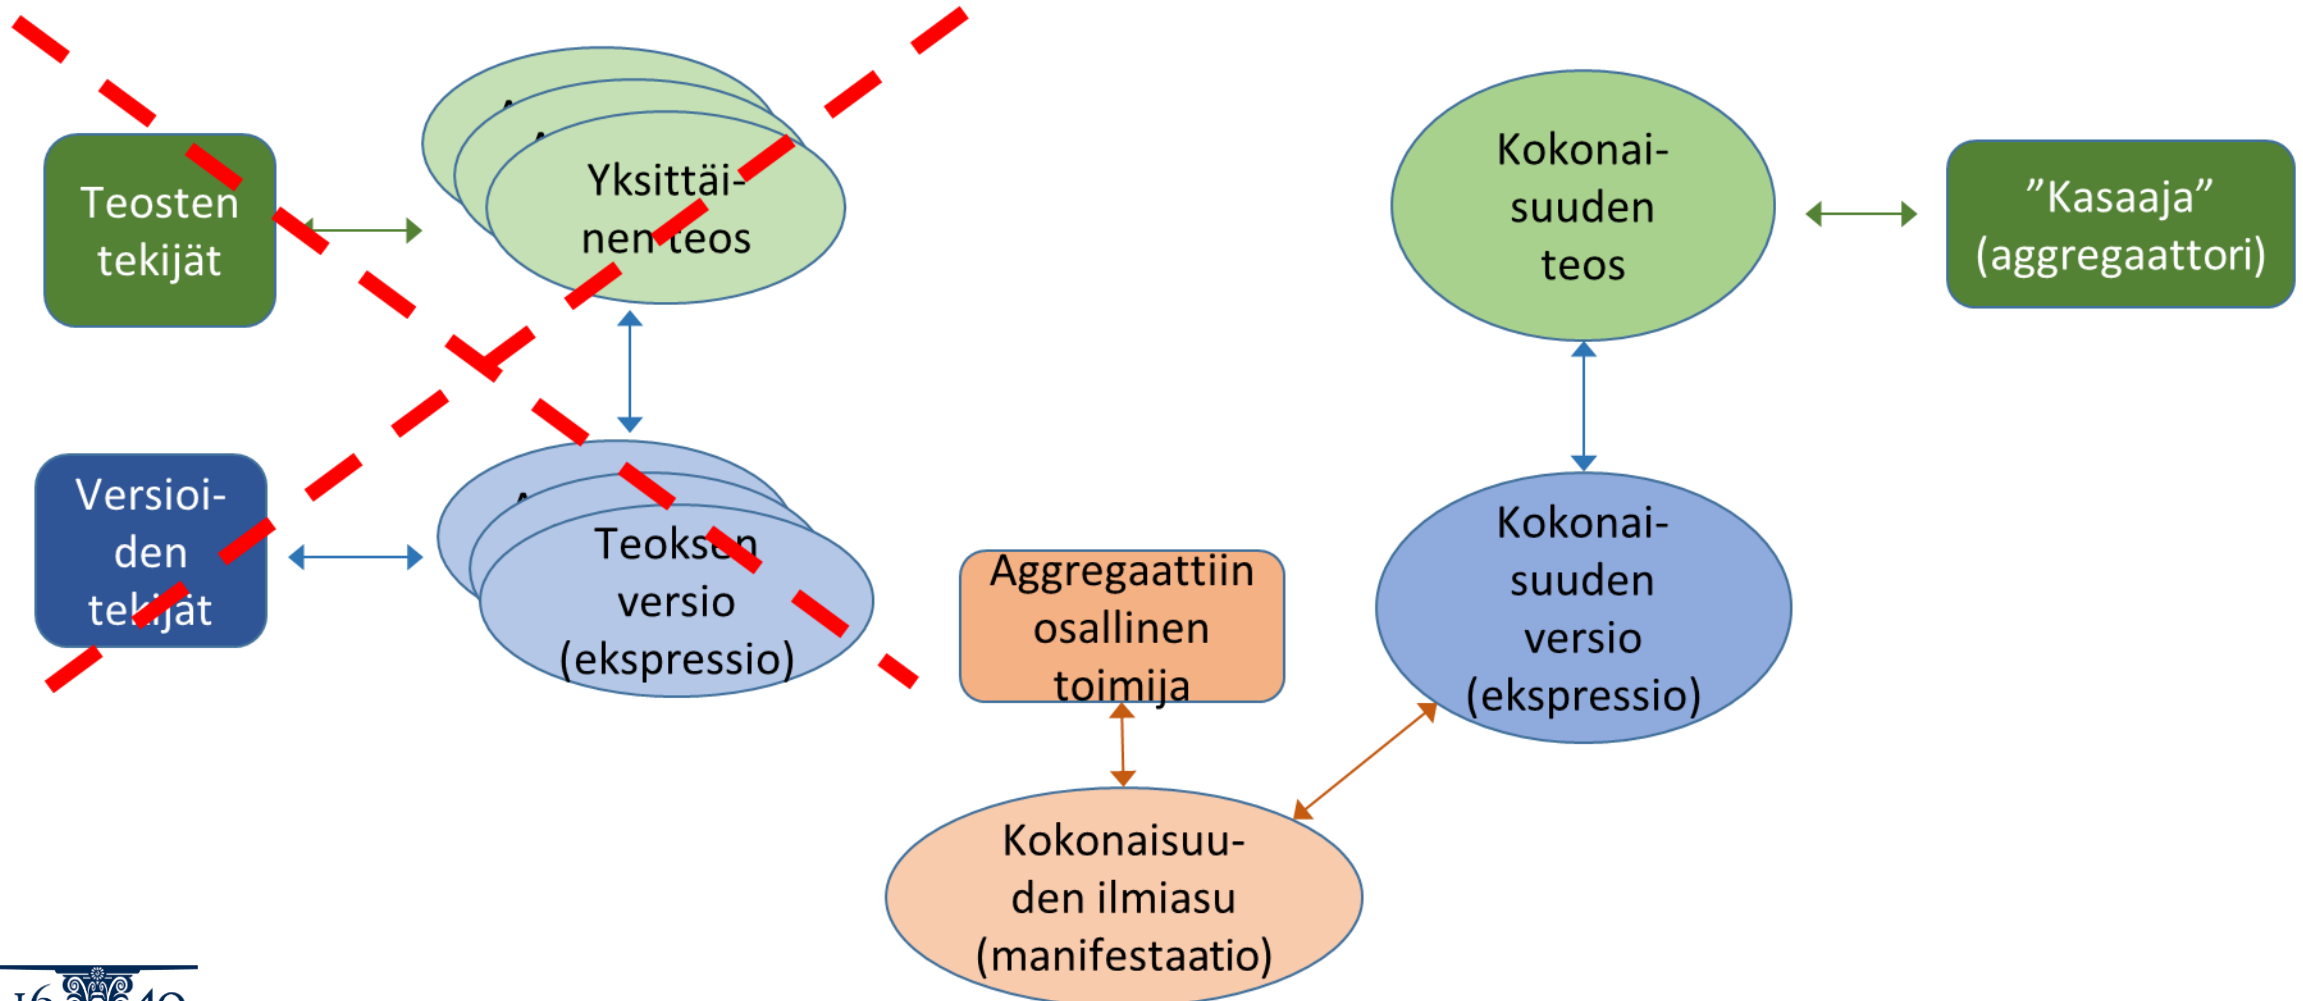 Teosten
tekijät
Yksittäi-
nen teos
Kokonai-
suuden
teos
”Kasaaja”
(aggregaattori)
Versioi-
den
tekijät
Teoksen
versio
(ekspressio)
Aggregaattiin
osallinen
toimija
Kokonai-
suuden
versio
(ekspressio)
Kokonaisuu-
den ilmiasu
(manifestaatio)